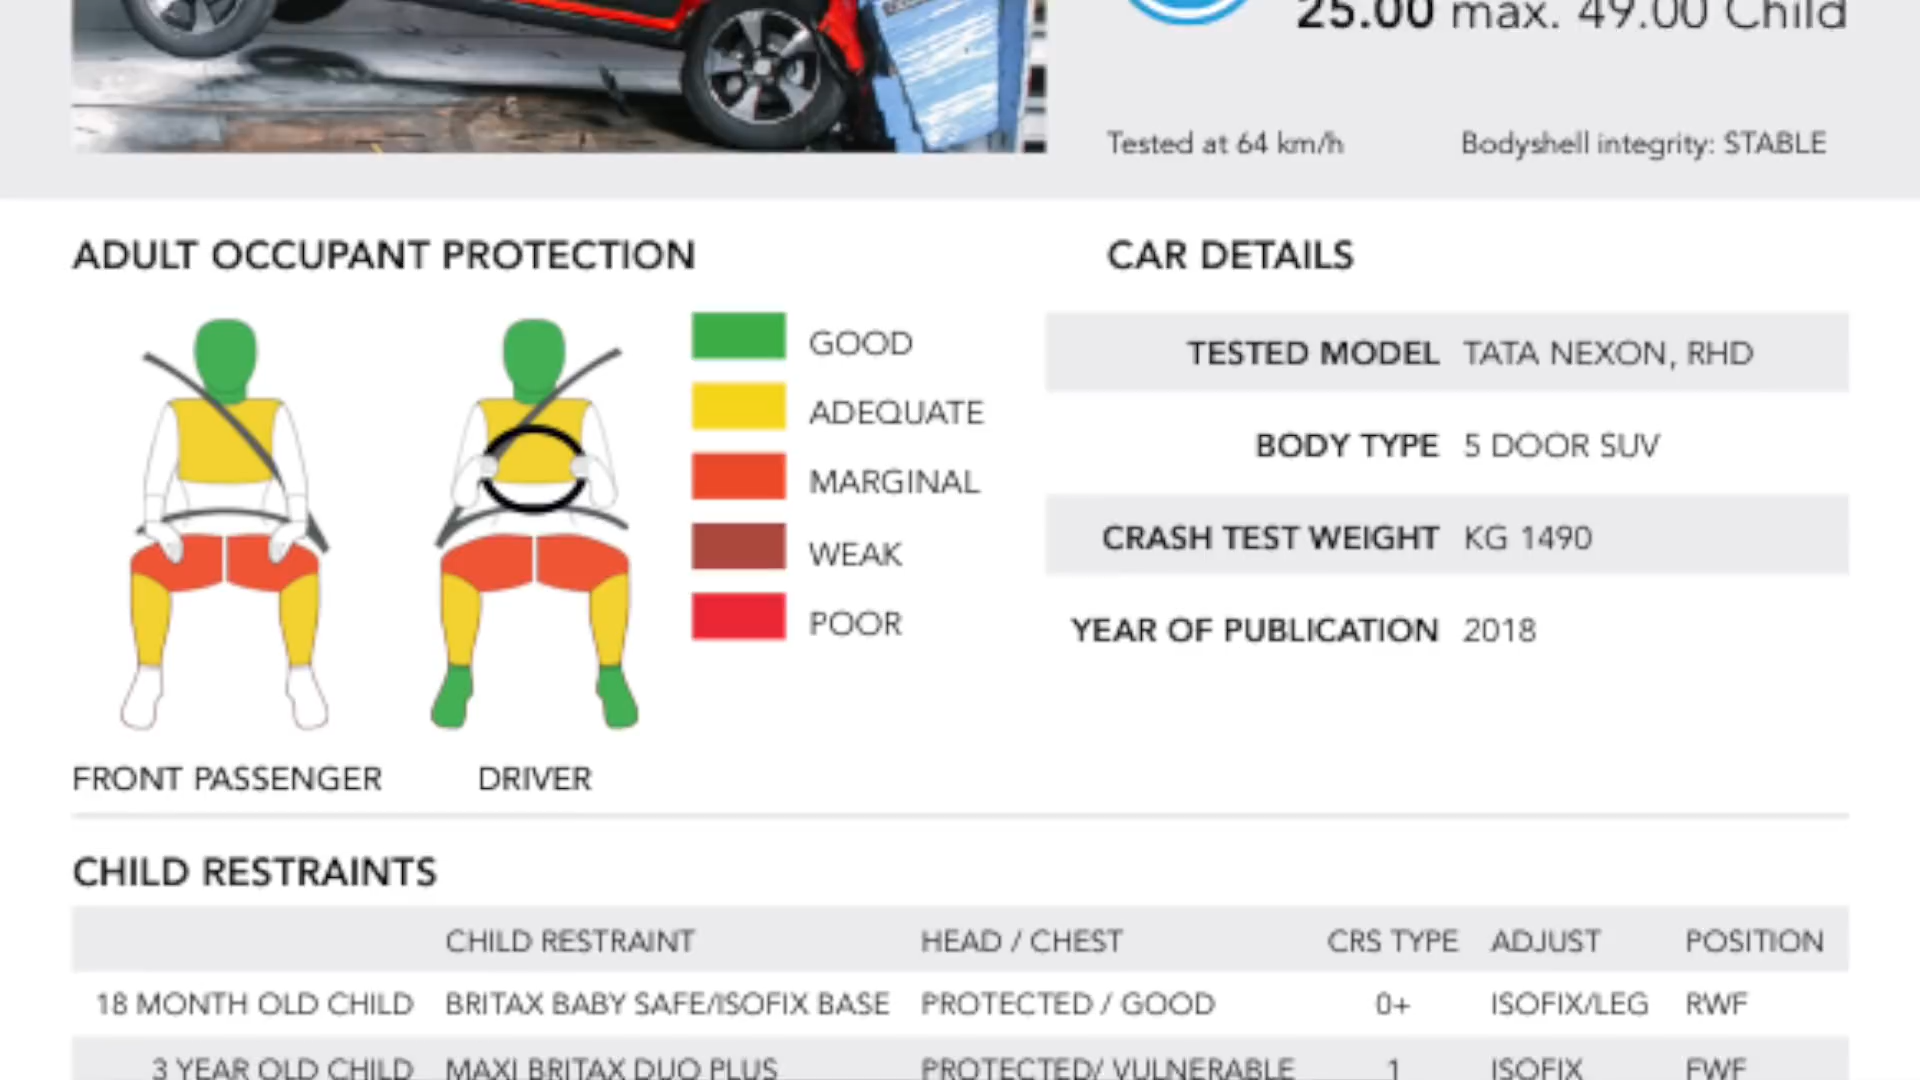 25.00 max. 49.00 Child
Tested at 64 km/h
Bodyshell integrity: STABLE
ADULT OCCUPANT PROTECTION
GOOD
ADEQUATE
MARGINAL
WEAK
POOR
FRONT PASSENGER
DRIVER
CAR DETAILS
TESTED MODEL TATA NEXON, RHD
BODY TYPE 5 DOOR SUV
CRASH TEST WEIGHT KG 1490
YEAR OF PUBLICATION 2018
CHILD RESTRAINTS
CHILD RESTRAINT HEAD / CHEST CRS TYPE ADJUST POSITION
18 MONTH OLD CHILD BRITAX BABY SAFE/ISOFIX BASE PROTECTED / GOOD 0+ ISOFIX/LEG RWF
3 YEAR OLD CHILD MAXI BRITAX DUO PLUS PROTECTED/ VULNERABLE 1 ISOFIX FWF